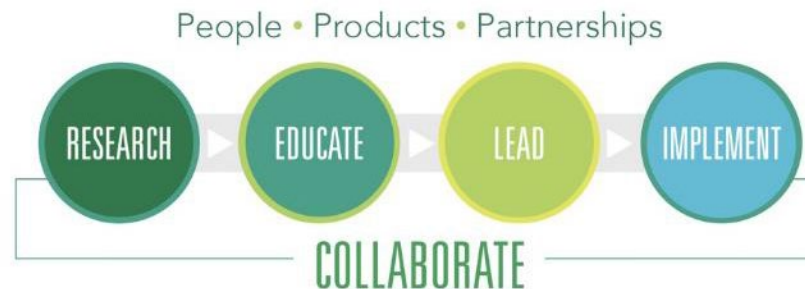 People • Products • Partnerships
RESEARCH
EDUCATE
LEAD
IMPLEMENT
COLLABORATE